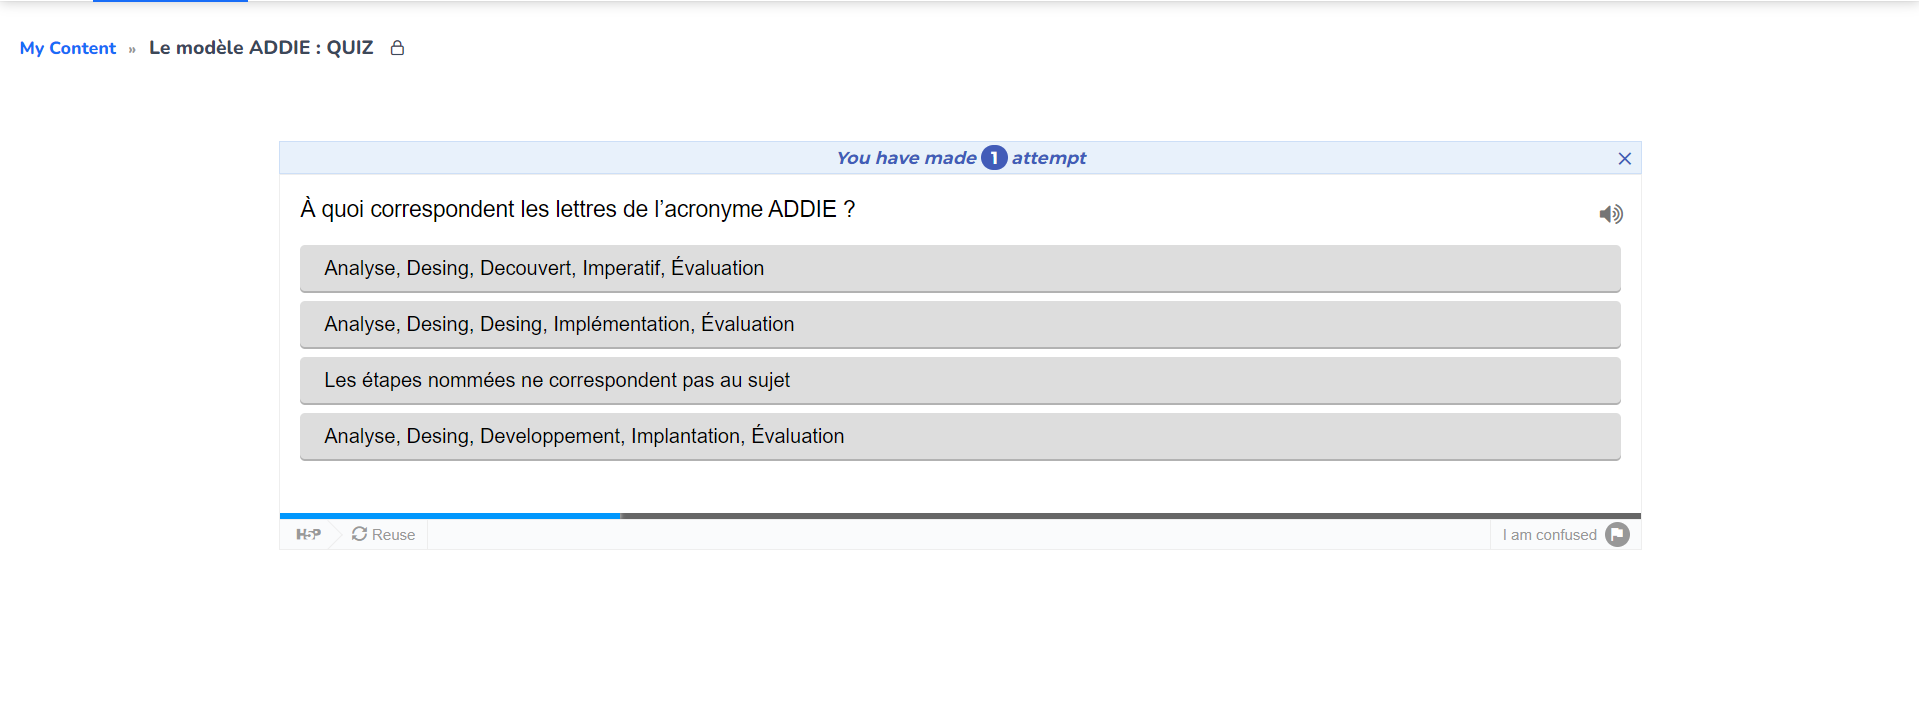 My Content » Le modèle ADDIE : QUIZ
You have made 1 attempt
À quoi correspondent les lettres de l’acronyme ADDIE ?
Analyse, Desing, Decouvert, Imperatif, Évaluation
Analyse, Desing, Desing, Implémentation, Évaluation
Les étapes nommées ne correspondent pas au sujet
Analyse, Desing, Developpement, Implantation, Évaluation
H5P Reuse I am confused